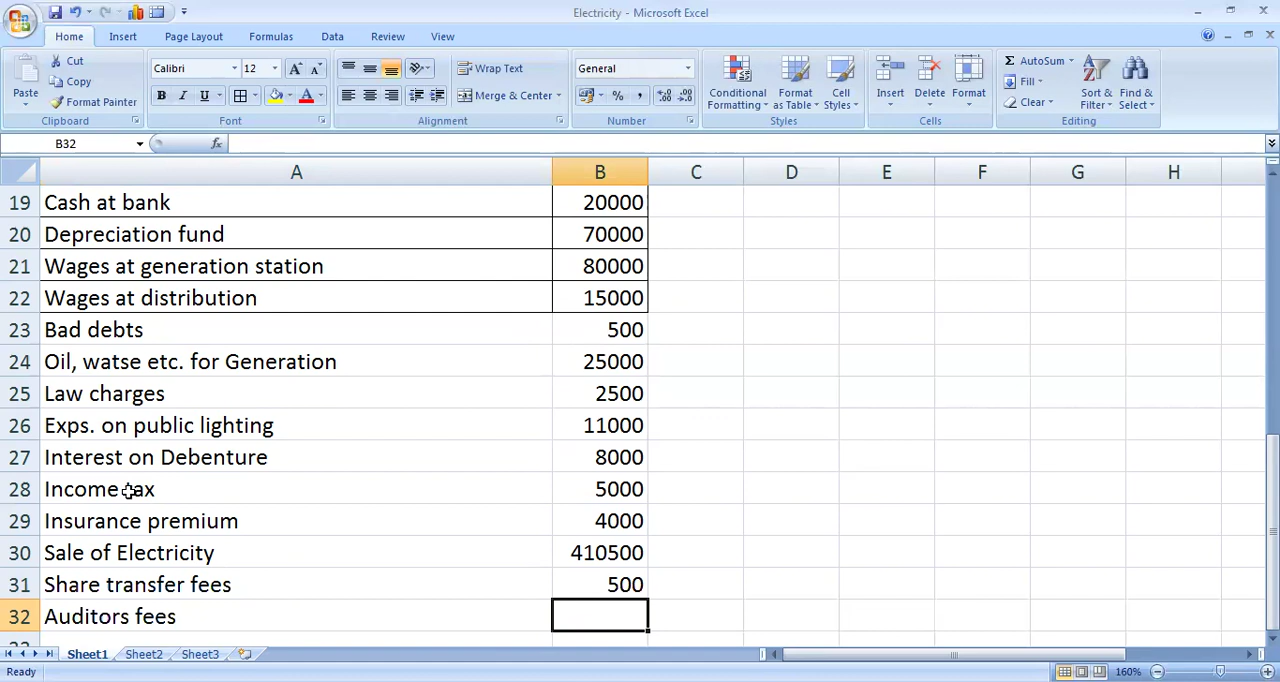 Electricity - Microsoft Excel
Home Insert Page Layout Formulas Data Review View
Paste Cut Copy Format Painter Clipboard
Calibri 12 A A B I U A Font
Wrap Text Merge & Center Alignment
General % , Number
Conditional Formatting Format as Table Cell Styles Styles
Insert Delete Format Cells
Σ AutoSum Fill Clear Sort & Filter Find & Select Editing
B32 fx
A B C D E F G H
19 Cash at bank 20000
20 Depreciation fund 70000
21 Wages at generation station 80000
22 Wages at distribution 15000
23 Bad debts 500
24 Oil, watse etc. for Generation 25000
25 Law charges 2500
26 Exps. on public lighting 11000
27 Interest on Debenture 8000
28 Income tax 5000
29 Insurance premium 4000
30 Sale of Electricity 410500
31 Share transfer fees 500
32 Auditors fees
Sheet1 Sheet2 Sheet3
Ready 160%